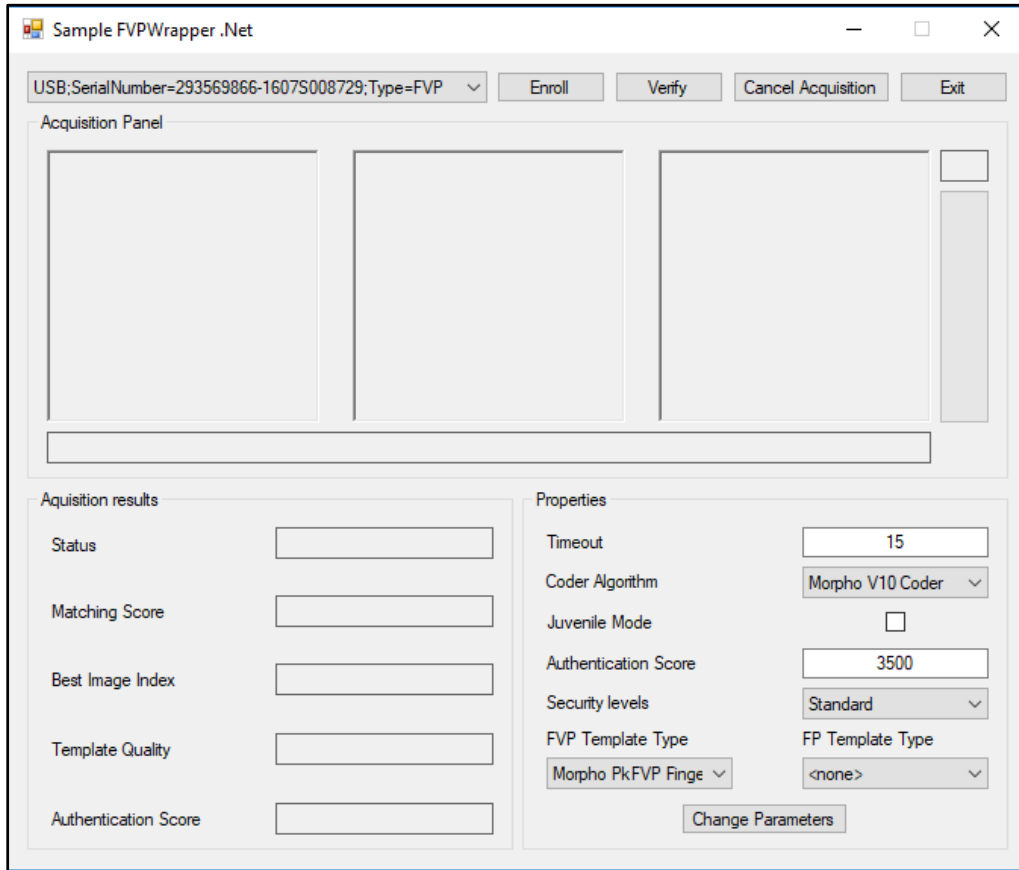 Sample FVPWrapper .Net
USB;SerialNumber=293569866-1607S008729;Type=FVP Enroll Verify Cancel Acquisition Exit
Acquisition Panel
Aquisition results
Status
Matching Score
Best Image Index
Template Quality
Authentication Score
Properties
Timeout 15
Coder Algorithm Morpho V10 Coder
Juvenile Mode
Authentication Score 3500
Security levels Standard
FVP Template Type FP Template Type
Morpho PkFVP Finge <none>
Change Parameters